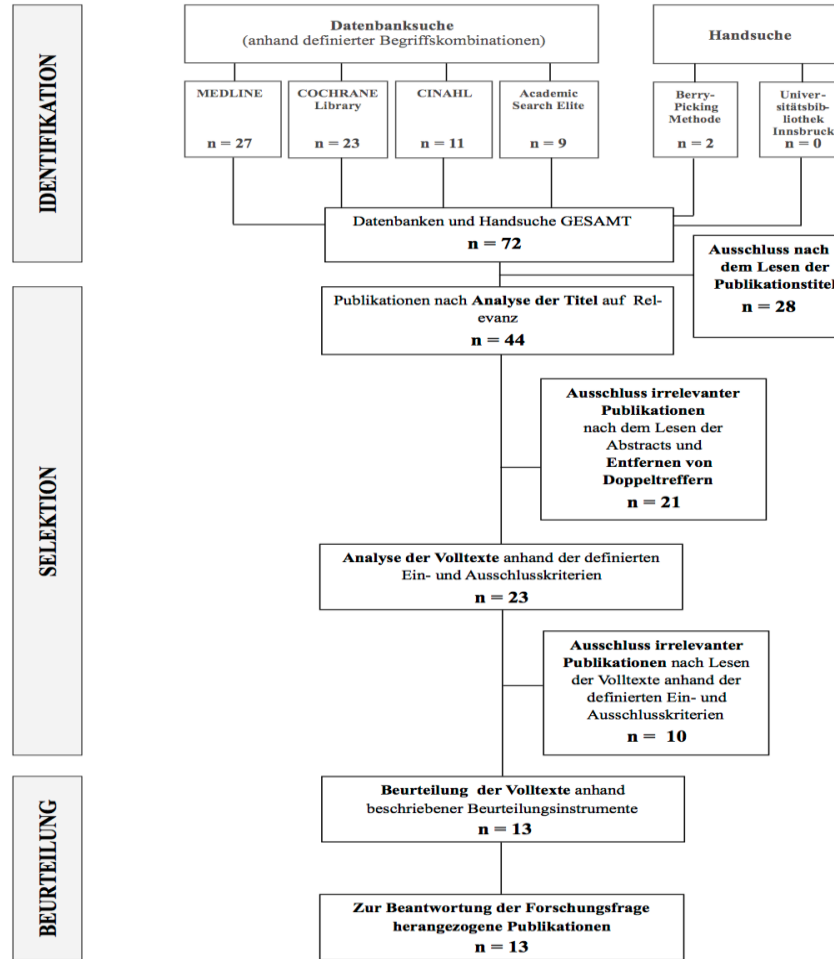 IDENTIFIKATION
Datenbanksuche
(anhand definierter Begriffskombinationen)
Handsuche
MEDLINE
n = 27
COCHRANE
Library
n = 23
CINAHL
n = 11
Academic
Search Elite
n = 9
Berry-
Picking
Methode
n = 2
Univer-
sitätsbib-
liothek
Innsbruck
n = 0
Datenbanken und Handsuche GESAMT
n = 72
Ausschluss nach
dem Lesen der
Publikationstitel
n = 28
SELEKTION
Publikationen nach Analyse der Titel auf Rel-
evanz
n = 44
Ausschluss irrelevanter
Publikationen
nach dem Lesen der
Abstracts und
Entfernen von
Doppeltreffern
n = 21
Analyse der Volltexte anhand der definierten
Ein- und Ausschlusskriterien
n = 23
Ausschluss irrelevanter
Publikationen nach Lesen
der Volltexte anhand der
definierten Ein- und
Ausschlusskriterien
n = 10
BEURTEILUNG
Beurteilung der Volltexte anhand
beschriebener Beurteilungsinstrumente
n = 13
Zur Beantwortung der Forschungsfrage
herangezogene Publikationen
n = 13